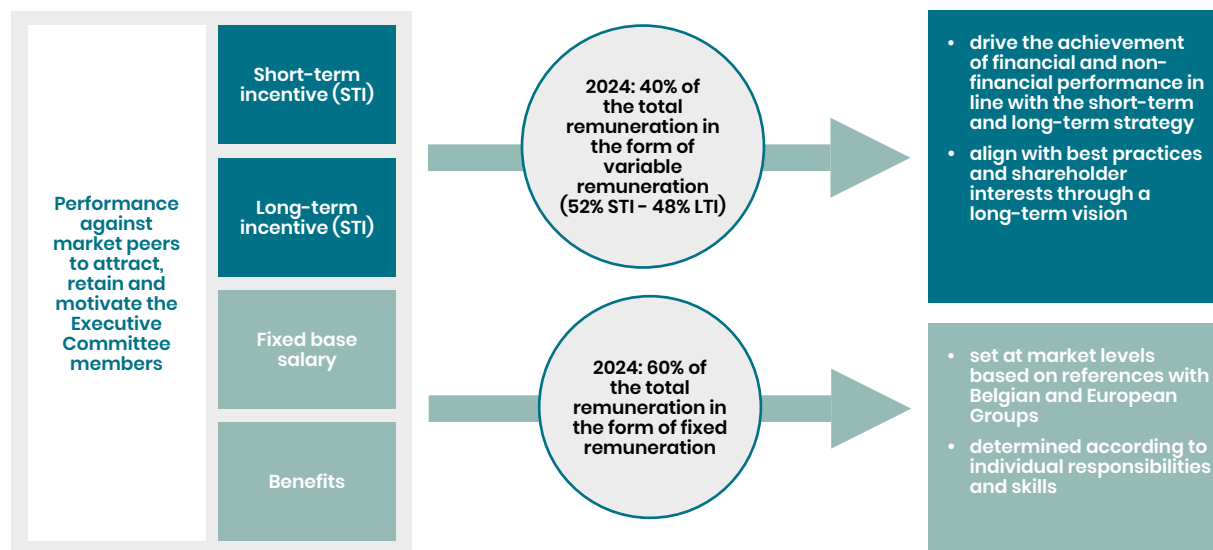 Performance
against
market peers
to attract,
retain and
motivate the
Executive
Committee
members
Short-term
incentive (STI)
Long-term
incentive (STI)
Fixed base
salary
Benefits
2024: 40% of
the total
remuneration in
the form of
variable
remuneration
(52% STI - 48% LTI)
2024: 60% of
the total
remuneration in
the form of fixed
remuneration
• drive the achievement
of financial and non-
financial performance in
line with the short-term
and long-term strategy
• align with best practices
and shareholder
interests through a
long-term vision
• set at market levels
based on references with
Belgian and European
Groups
• determined according to
individual responsibilities
and skills